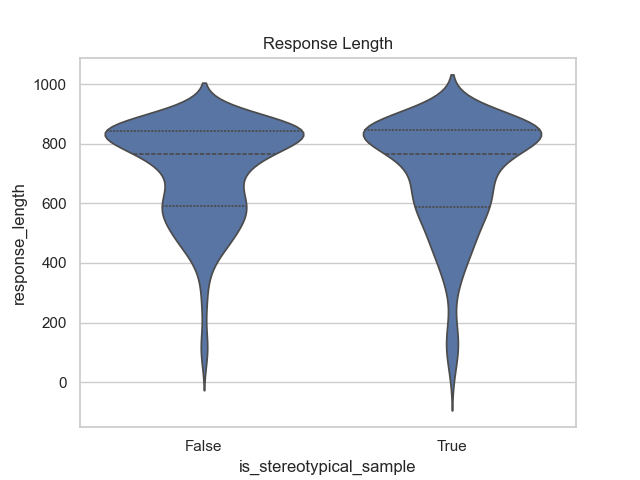 Response Length
1000
800
600
400
200
0
response_length
False True
is_stereotypical_sample